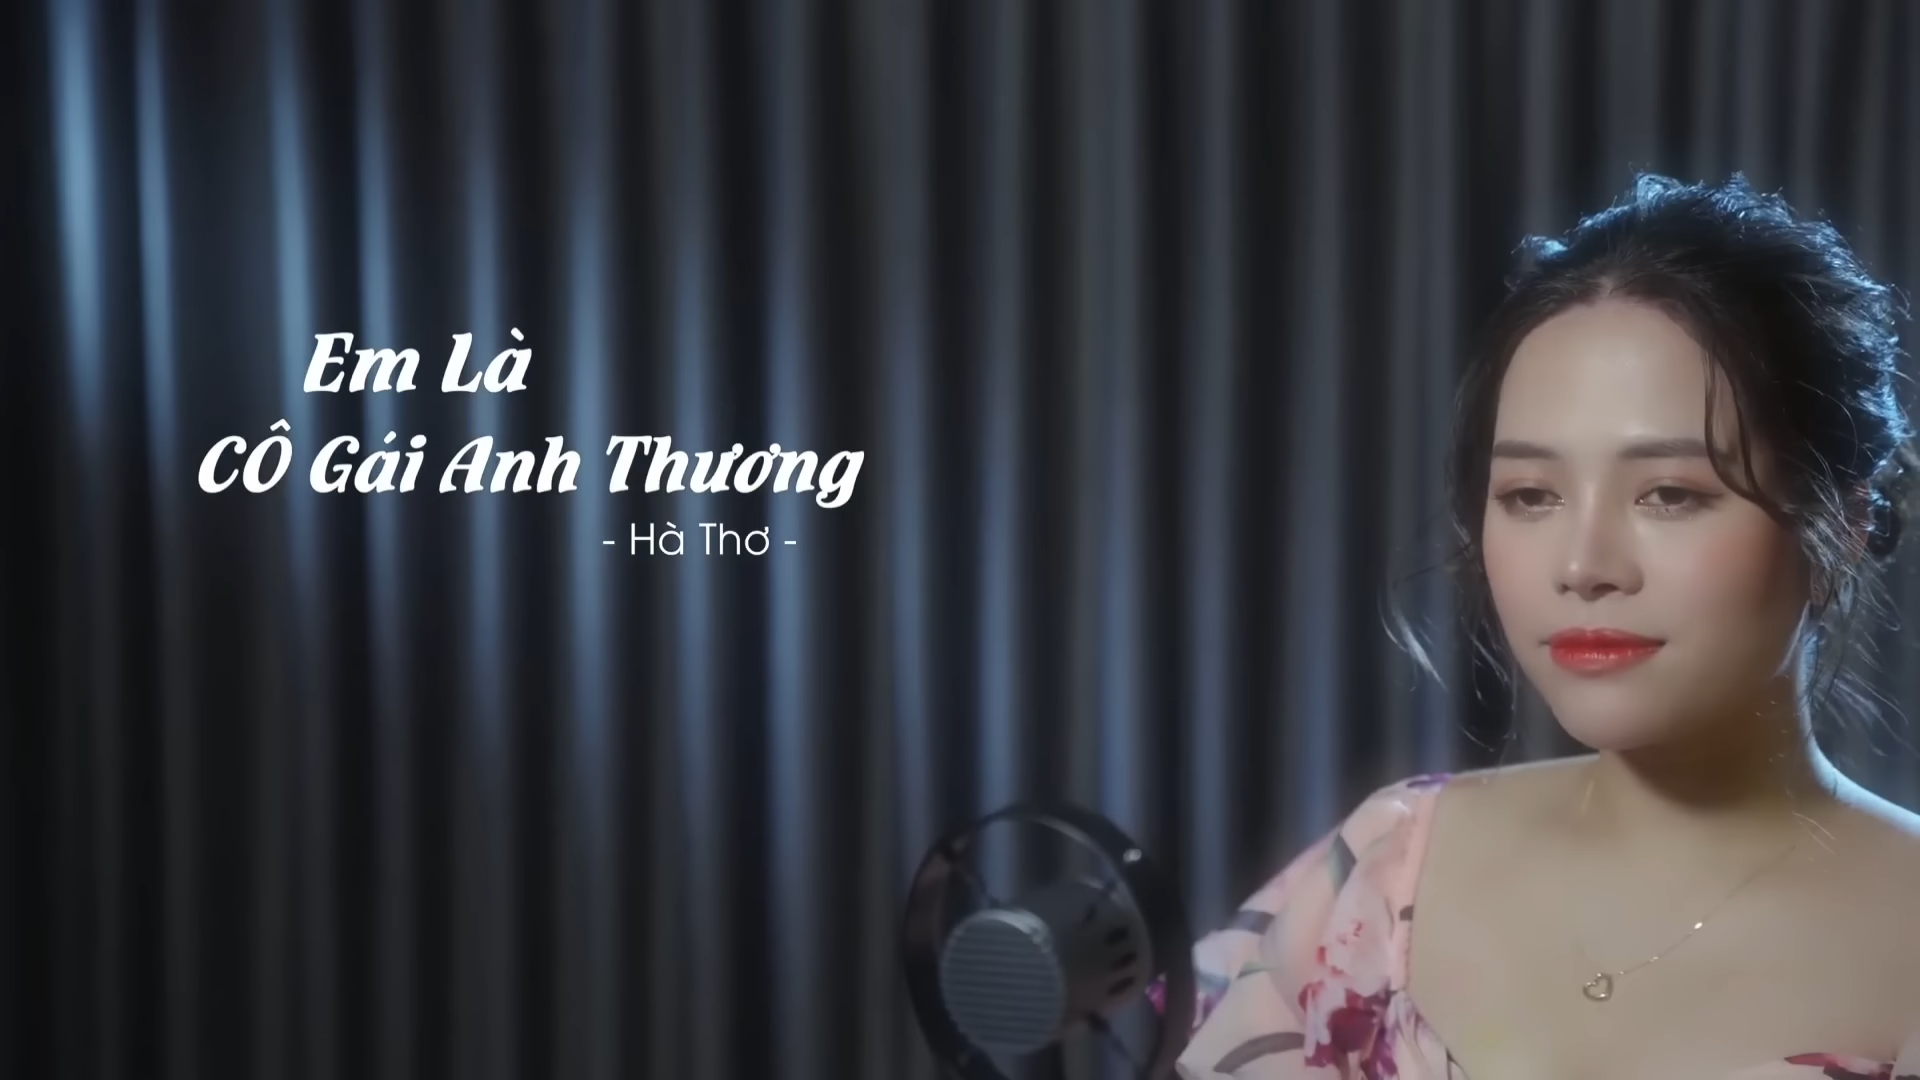 Em Là
CÔ Gái Anh Thương
- Hà Thơ -